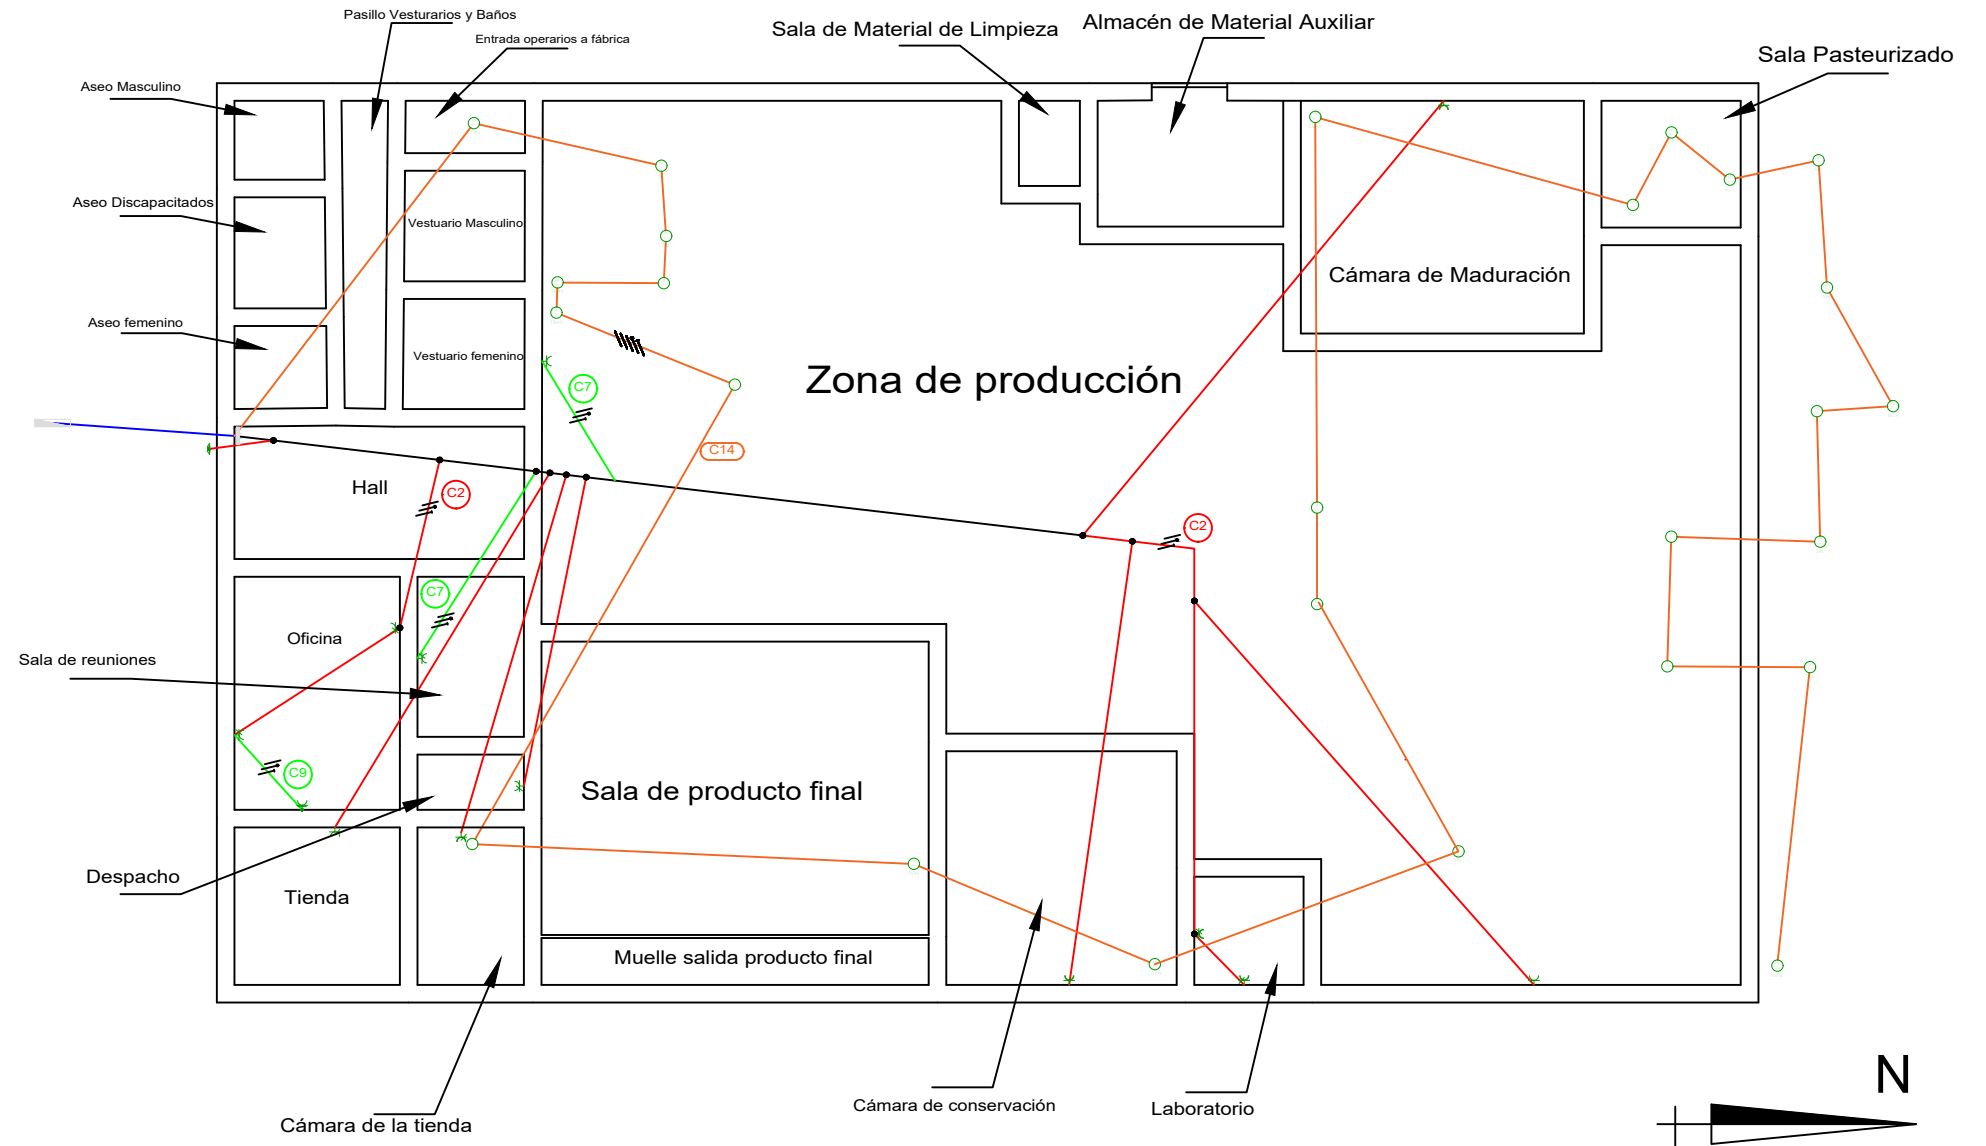 Pasillo Vesturarios y Baños
Entrada operarios a fábrica
Sala de Material de Limpieza
Almacén de Material Auxiliar
Sala Pasteurizado
Aseo Masculino
Aseo Discapacitados
Vestuario Masculino
Cámara de Maduración
Aseo femenino
Vestuario femenino
Zona de producción
C7
C14
Hall
C2
C2
C7
Oficina
Sala de reuniones
C9
Sala de producto final
Despacho
Tienda
Muelle salida producto final
N
Cámara de conservación
Laboratorio
Cámara de la tienda